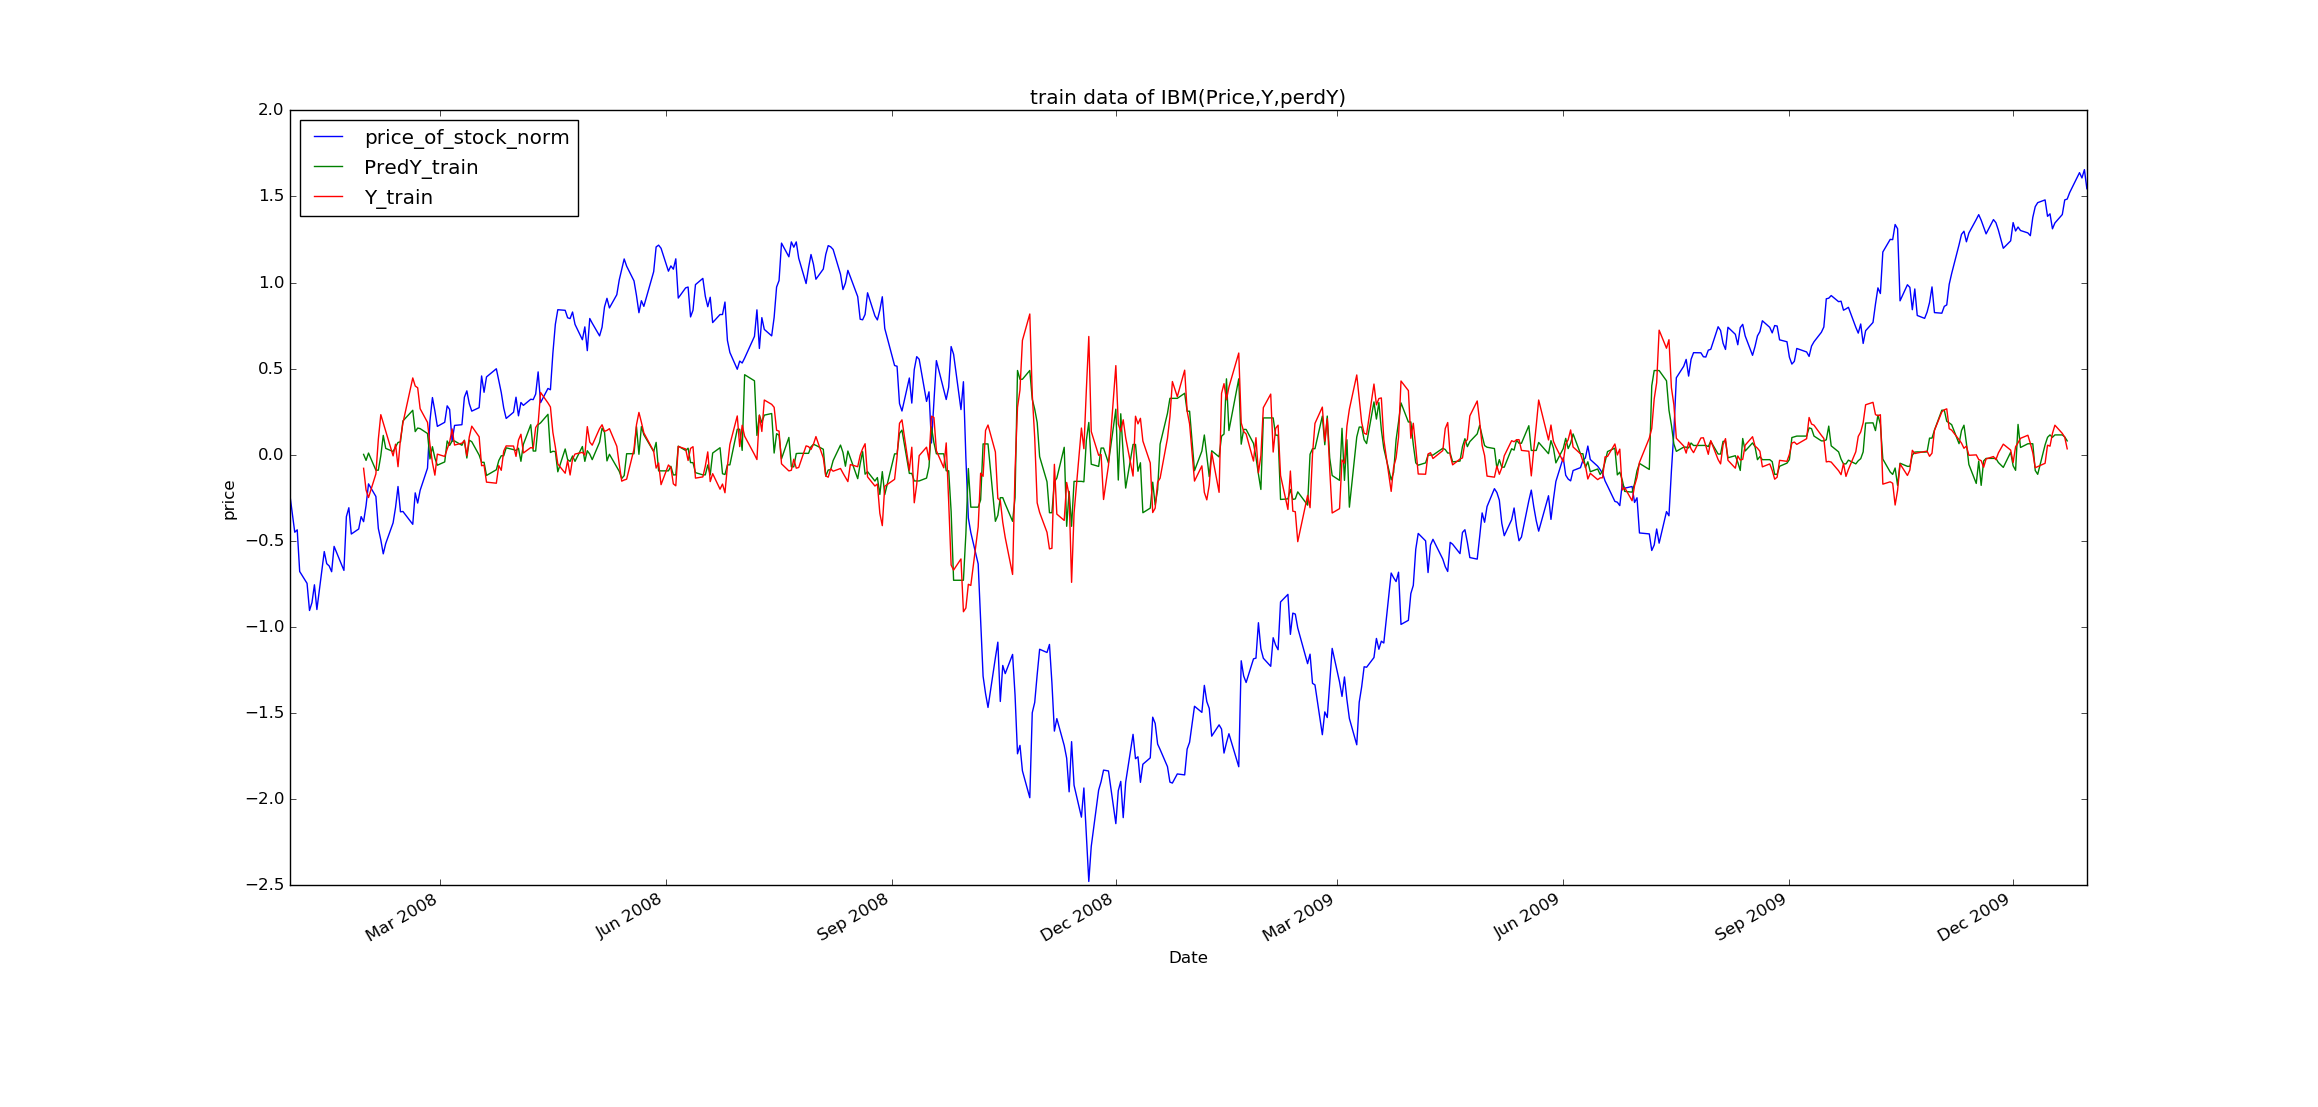 train data of IBM(Price,Y,perdY)
2.0
price_of_stock_norm
PredY_train
Y_train
1.5
1.0
0.5
0.0
−0.5
−1.0
−1.5
−2.0
−2.5
price
Mar 2008
Jun 2008
Sep 2008
Dec 2008
Mar 2009
Jun 2009
Sep 2009
Dec 2009
Date